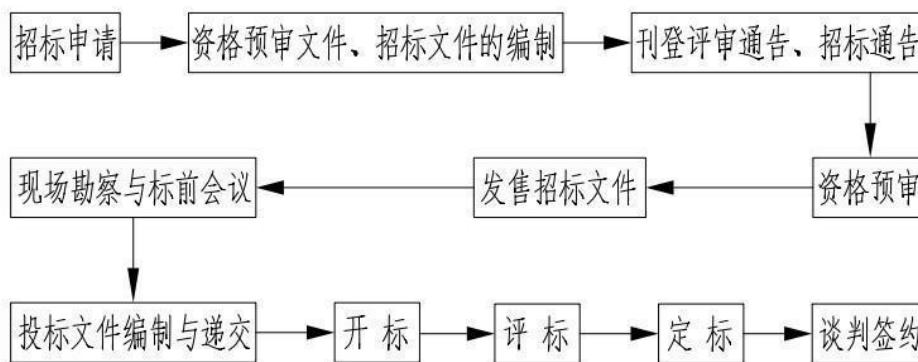 招标申请
资格预审文件、招标文件的编制
刊登评审通告、招标通告
现场勘察与标前会议
发售招标文件
资格预审
投标文件编制与递交
开标
评标
定标
谈判签约